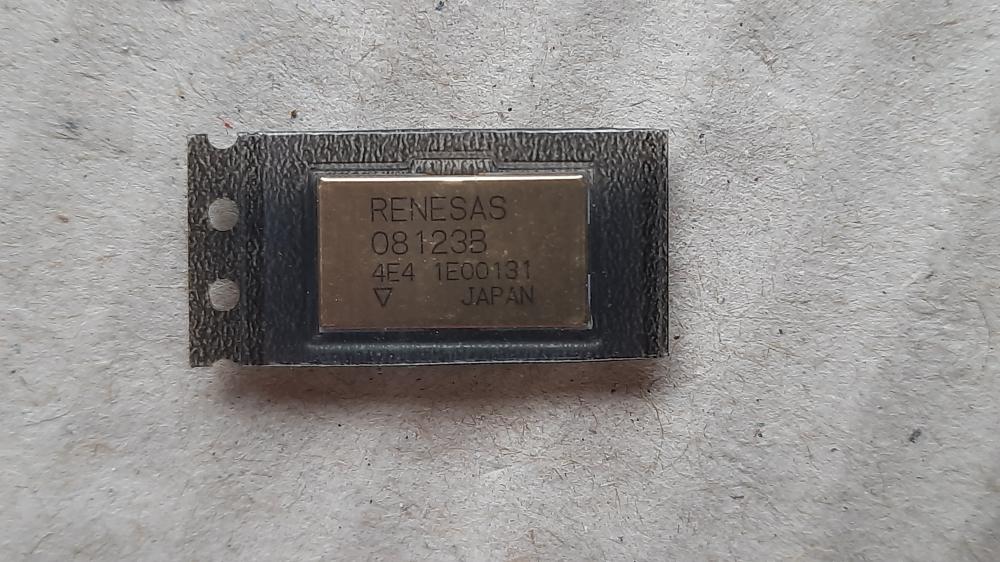 RENESAS
08123B
4E4 1E00131
▽ JAPAN